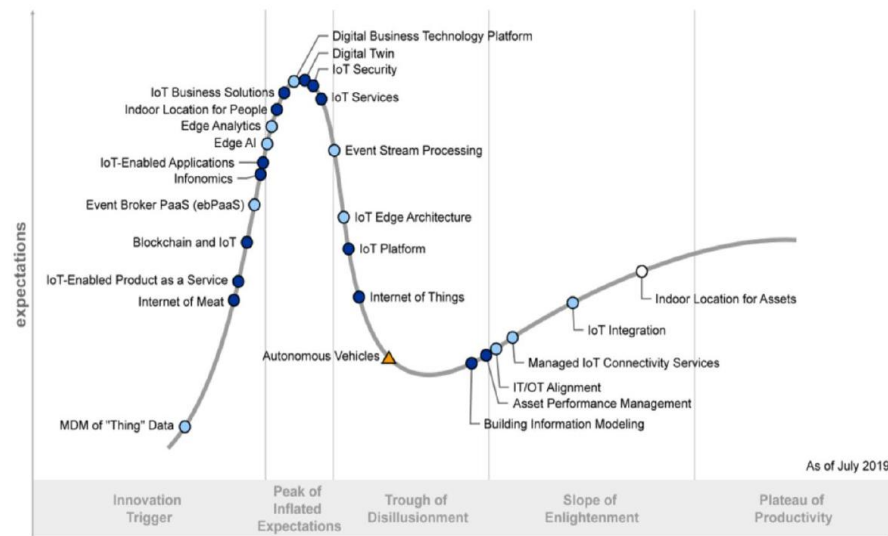 Digital Business Technology Platform
Digital Twin
IoT Security
IoT Business Solutions
IoT Services
Indoor Location for People
Edge Analytics
Edge AI
Event Stream Processing
IoT-Enabled Applications
Infonomics
Event Broker PaaS (ebPaaS)
IoT Edge Architecture
Blockchain and IoT
IoT Platform
IoT-Enabled Product as a Service
Internet of Meat
Internet of Things
Indoor Location for Assets
IoT Integration
Autonomous Vehicles
Managed IoT Connectivity Services
IT/OT Alignment
Asset Performance Management
Building Information Modeling
MDM of "Thing" Data
expectations
As of July 2019
Innovation
Trigger
Peak of
Inflated
Expectations
Trough of
Disillusionment
Slope of
Enlightenment
Plateau of
Productivity